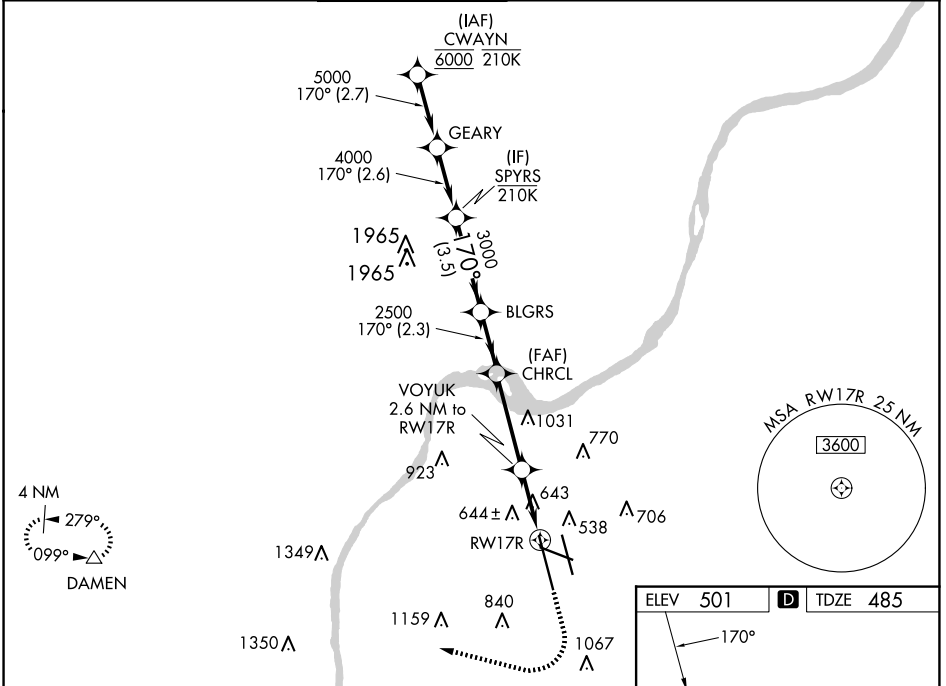 (IAF)
CWAYN
6000 210K
5000
170° (2.7)
GEARY
4000
170° (2.6)
(IF)
SPYRS
210K
1965
1965
3000
170°
(3.5)
2500
170° (2.3)
BLGRS
(FAF)
CHRCL
VOYUK
2.6 NM to
RW17R
1031
770
923
643
644±
538
706
RW17R
MSA RW17R 25 NM
3600
4 NM
279°
099°
DAMEN
1349
1159
840
1350
1067
ELEV 501 D TDZE 485
170°